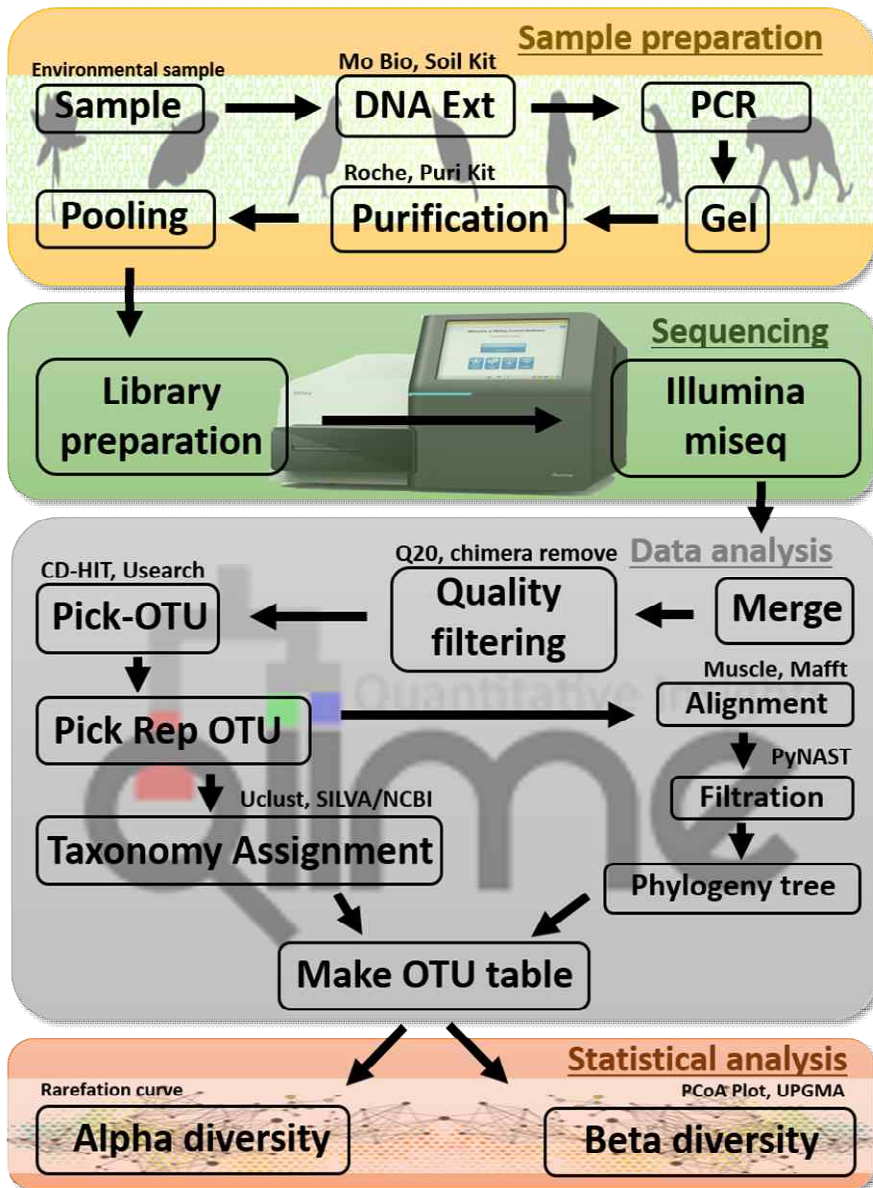 Sample preparation
Environmental sample
Sample
Mo Bio, Soil Kit
DNA Ext
PCR
Gel
Roche, Puri Kit
Purification
Pooling
Sequencing
Library
preparation
Illumina
miseq
Data analysis
Merge
Q20, chimera remove
Quality
filtering
CD-HIT, Usearch
Pick-OTU
Pick Rep OTU
Quantitative
Muscle, Mafft
Alignment
PyNAST
Filtration
Phylogeny tree
Uclust, SILVA/NCBI
Taxonomy Assignment
qiime
Make OTU table
Statistical analysis
Rarefation curve
Alpha diversity
PCoA Plot, UPGMA
Beta diversity